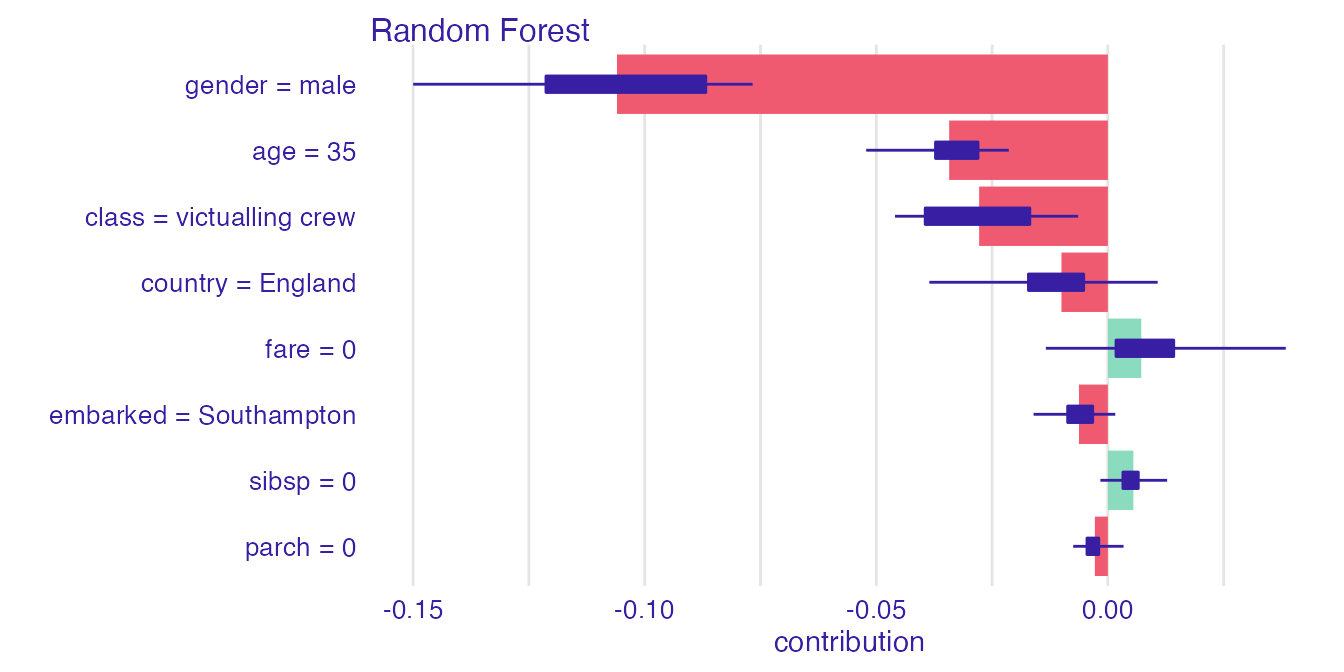 Random Forest
gender = male
age = 35
class = victualling crew
country = England
fare = 0
embarked = Southampton
sibsp = 0
parch = 0
-0.15 -0.10 -0.05 0.00
contribution